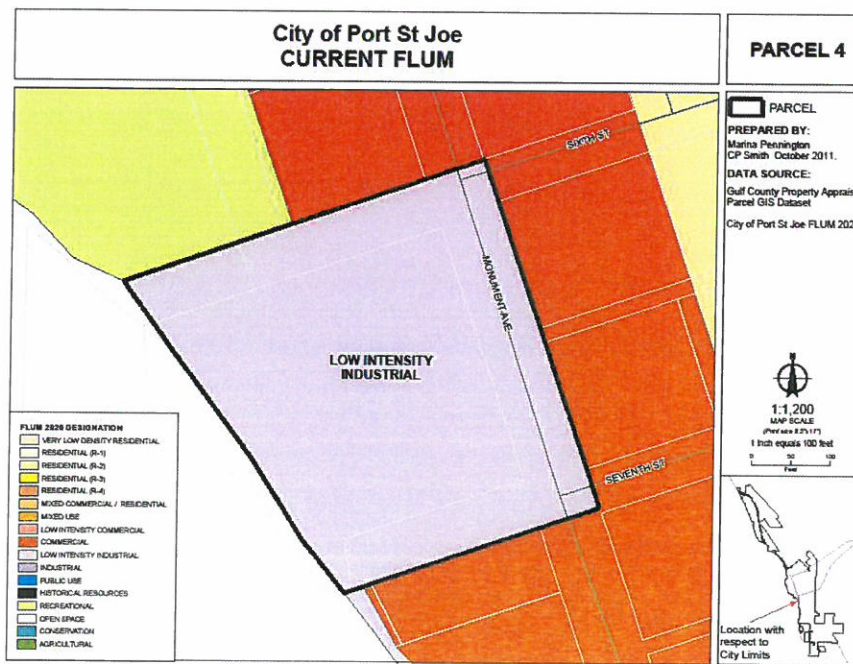 City of Port St Joe
CURRENT FLUM
PARCEL 4
PARCEL
PREPARED BY:
Marina Pennington
CP Smith October 2011.
DATA SOURCE:
Gulf County Property Apprais
Parcel GIS Dataset
City of Port St Joe FLUM 202
SIXTH ST
MONUMENT AVE
LOW INTENSITY
INDUSTRIAL
SEVENTH ST
N
1:1,200
MAP SCALE
1 inch equals 100 feet
0 50 100
Feet
FLUM 2020 DESIGNATION
VERY LOW DENSITY RESIDENTIAL
RESIDENTIAL (R-1)
RESIDENTIAL (R-2)
RESIDENTIAL (R-3)
RESIDENTIAL (R-4)
MIXED COMMERCIAL / RESIDENTIAL
MIXED USE
LOW INTENSITY COMMERCIAL
COMMERCIAL
LOW INTENSITY INDUSTRIAL
INDUSTRIAL
PUBLIC USE
HISTORICAL RESOURCES
RECREATIONAL
OPEN SPACE
CONSERVATION
AGRICULTURAL
Location with
respect to
City Limits